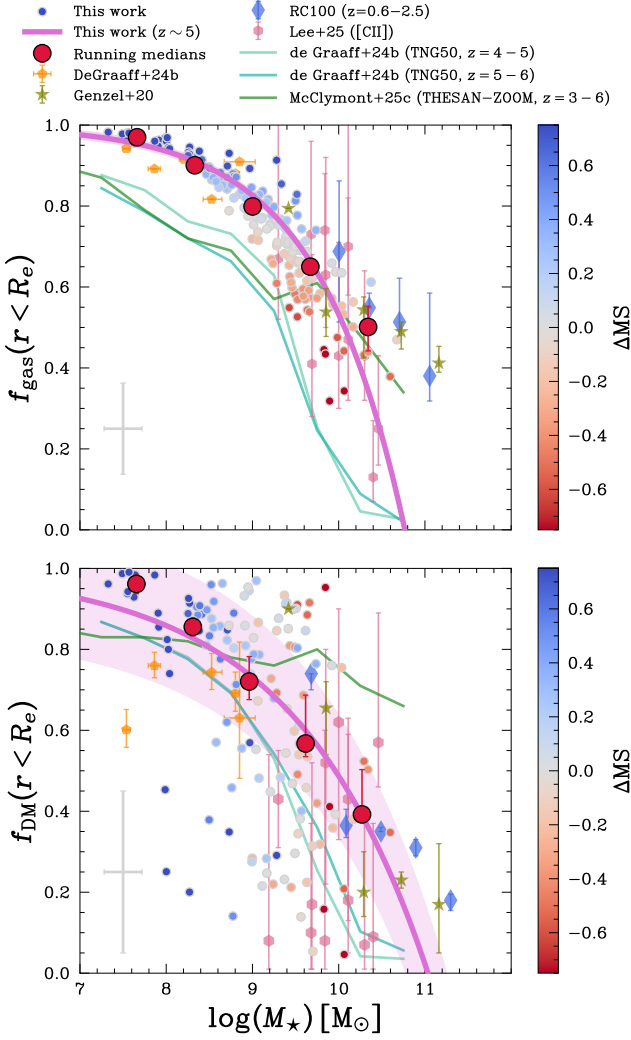 This work
This work (z ∼ 5)
Running medians
DeGraaff+24b
Genzel+20
RC100 (z=0.6−2.5)
Lee+25 ([CII])
de Graaff+24b (TNG50, z = 4 − 5)
de Graaff+24b (TNG50, z = 5 − 6)
McClymont+25c (THESAN−ZOOM, z = 3 − 6)
f_gas(r < R_e)
1.0
0.8
0.6
0.4
0.2
0.0
0.6
0.4
0.2
0.0
−0.2
−0.4
−0.6
ΔMS
f_DM(r < R_e)
1.0
0.8
0.6
0.4
0.2
0.0
7
8
9
10
11
log(M_⋆) [M_⊙]
0.6
0.4
0.2
0.0
−0.2
−0.4
−0.6
ΔMS